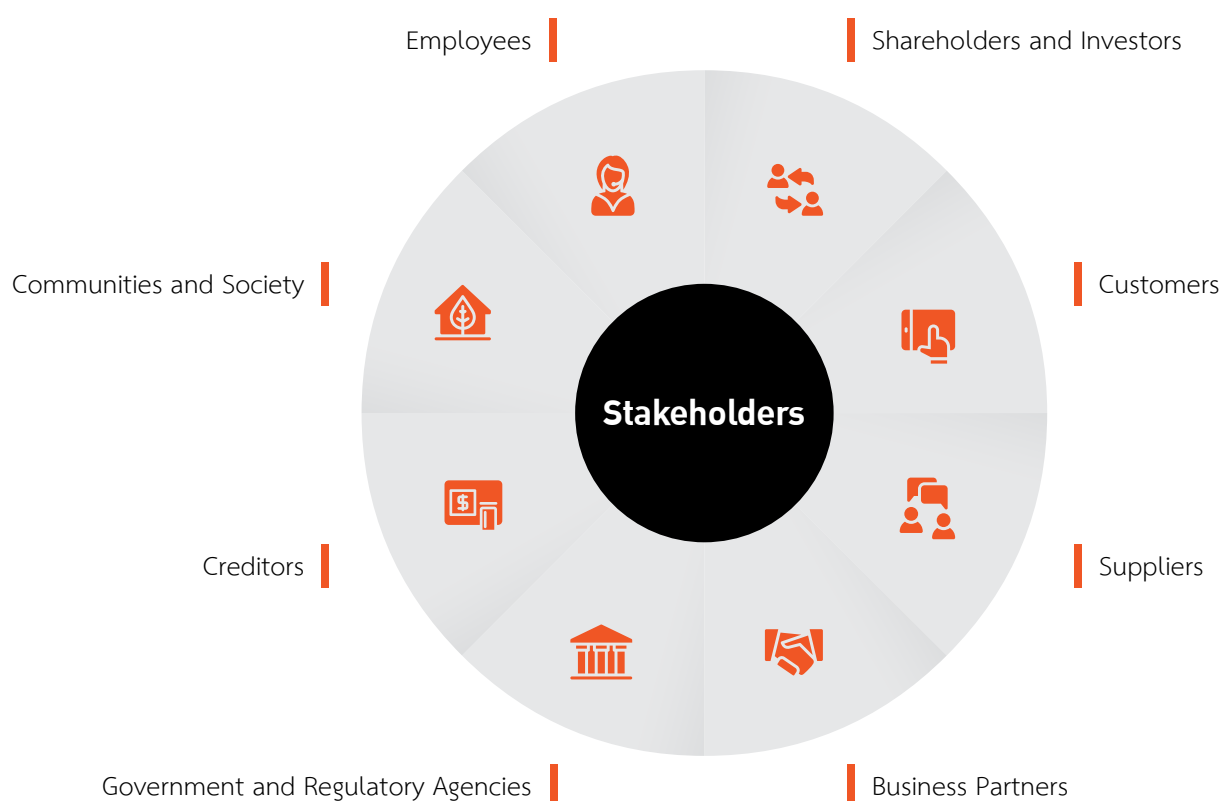 Employees
Shareholders and Investors
Communities and Society
Customers
Stakeholders
$
Creditors
Suppliers
Government and Regulatory Agencies
Business Partners